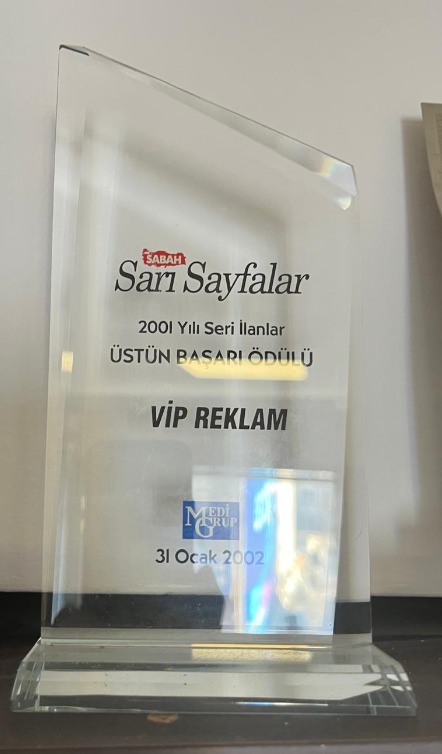 SABAH
Sarı Sayfalar
2001 Yılı Seri İlanlar
ÜSTÜN BAŞARI ÖDÜLÜ
VİP REKLAM
MEDİ
GRUP
31 Ocak 2002